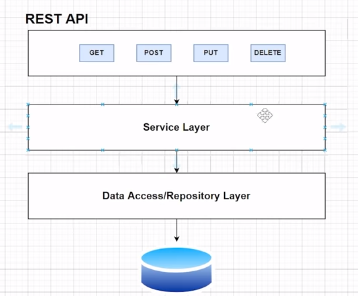 REST API
GET POST PUT DELETE
Service Layer
Data Access/Repository Layer